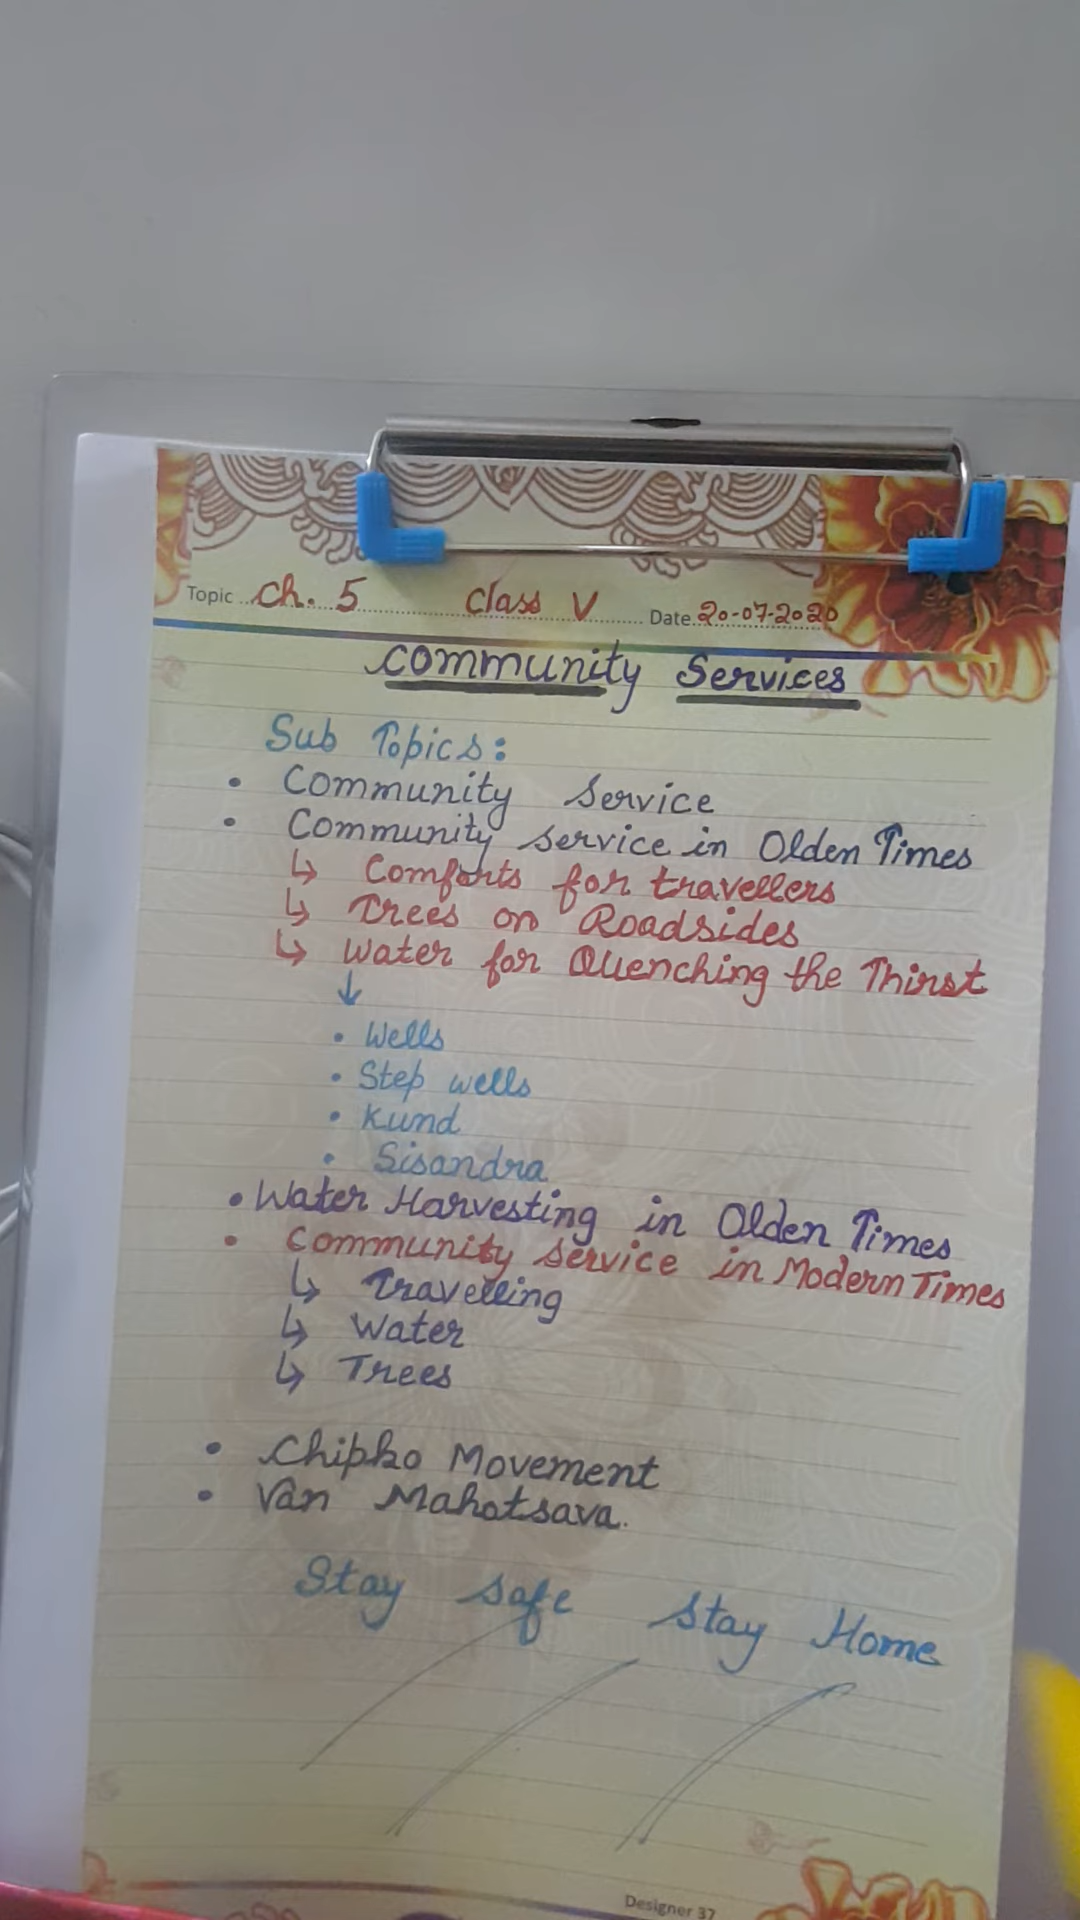 Topic Ch. 5 Class V Date 20-07-2020
Community Services
Sub Topics:
• Community Service
• Community Service in Olden Times
↳ Comforts for travellers
↳ Trees on Roadsides
↳ Water for Quenching the Thirst
↓
• Wells
• Step wells
• Kund
• Sisandra
• Water Harvesting in Olden Times
• Community Service in Modern Times
↳ Travelling
↳ Water
↳ Trees
• Chipko Movement
• Van Mahotsava.
Stay safe Stay Home
Designer 37